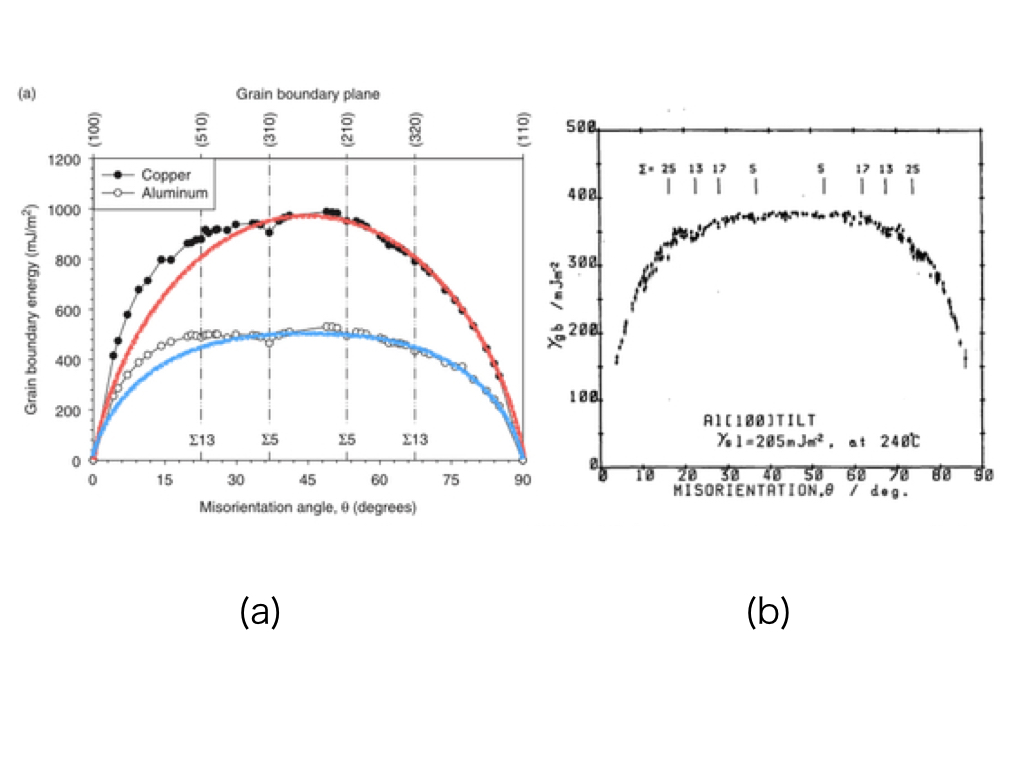 (a)
Grain boundary plane
(100)
(510)
(310)
(210)
(320)
(110)
Copper
Aluminum
Grain boundary energy (mJ/m²)
1200
1000
800
600
400
200
0
Σ13
Σ5
Σ5
Σ13
0 15 30 45 60 75 90
Misorientation angle, θ (degrees)
(a)
500
400
300
200
100
0
γgb /mJm⁻²
Σ= 25 13 17 5 5 17 13 25
Al[100]TILT
γsl=205mJm⁻², at 240℃
0 10 20 30 40 50 60 70 80 90
MISORIENTATION,θ / deg.
(b)